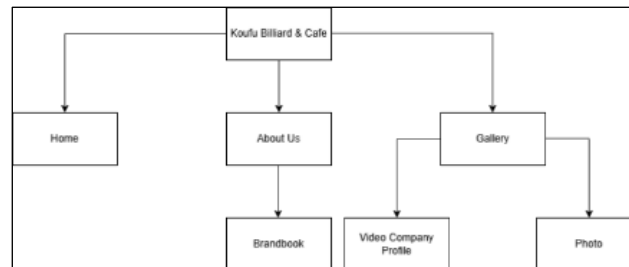 Koufu Billiard & Cafe
Home
About Us
Gallery
Brandbook
Video Company
Profile
Photo